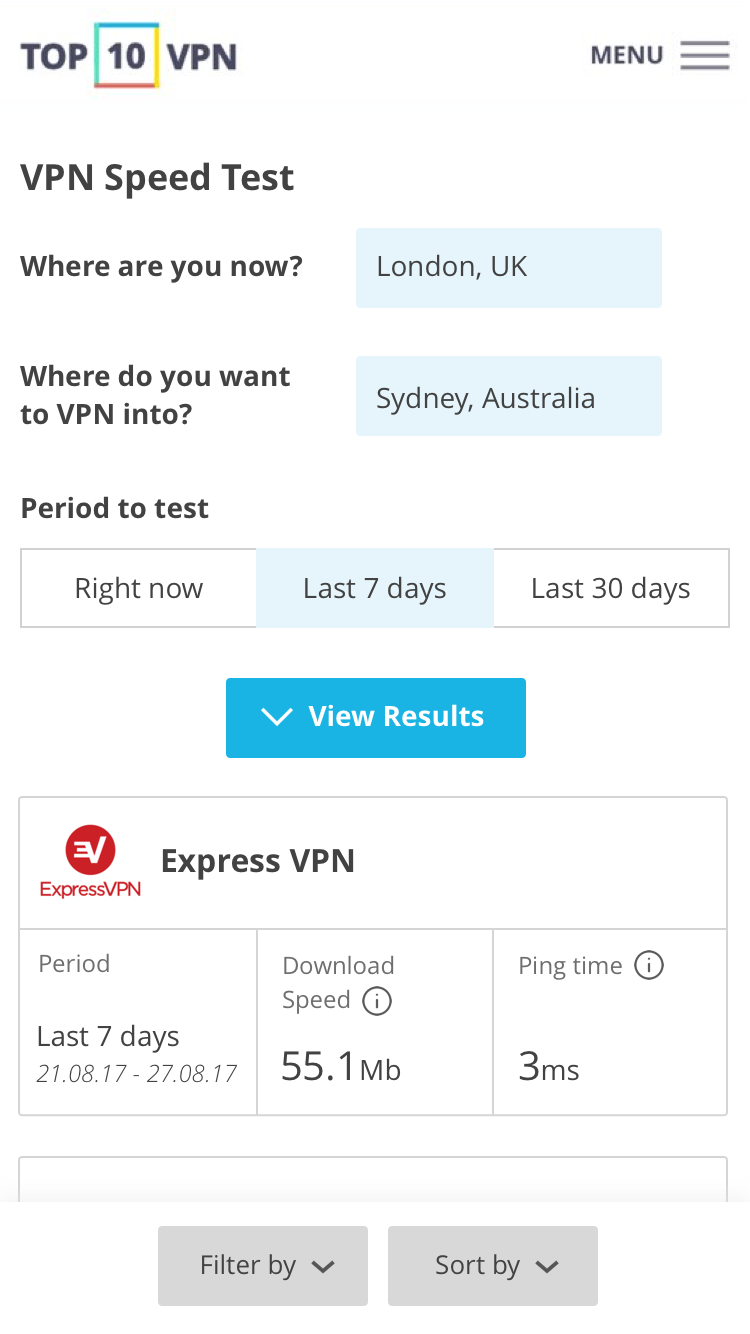 TOP 10 VPN
MENU
VPN Speed Test
Where are you now?
London, UK
Where do you want
to VPN into?
Sydney, Australia
Period to test
Right now
Last 7 days
Last 30 days
View Results
ExpressVPN
Express VPN
Period
Last 7 days
21.08.17 - 27.08.17
Download
Speed
55.1Mb
Ping time
3ms
Filter by
Sort by